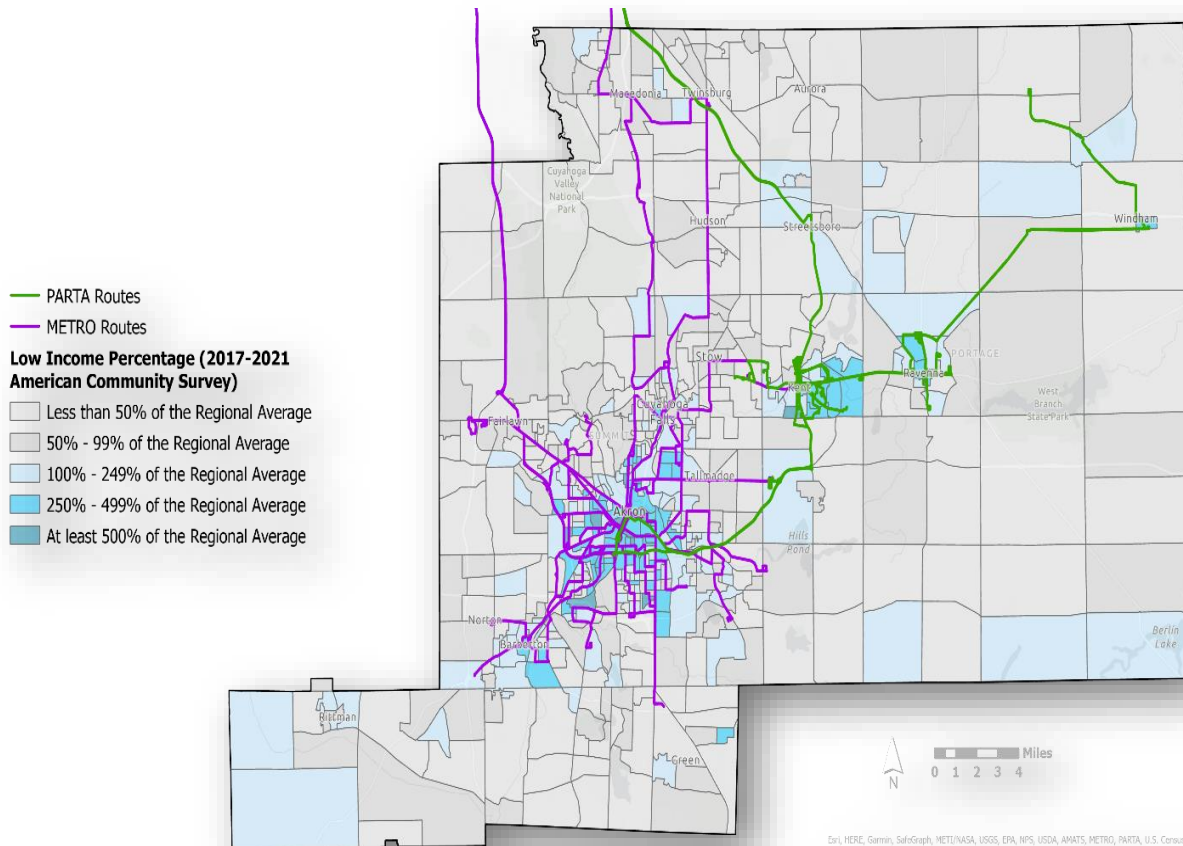 Macedonia
Twinsburg
Aurora
Cuyahoga
Valley
National
Park
Hudson
Streetsboro
Windham
PARTA Routes
METRO Routes
Low Income Percentage (2017-2021
American Community Survey)
Less than 50% of the Regional Average
50% - 99% of the Regional Average
100% - 249% of the Regional Average
250% - 499% of the Regional Average
At least 500% of the Regional Average
Stow
Kent
Ravenna
PORTAGE
West
Branch
State Park
Cuyahoga
Falls
Fairlawn
SUMMIT
Tallmadge
Akron
Hills
Pond
Norton
Barberton
Berlin
Lake
Rittman
Green
Miles
0 1 2 3 4
N
Esri, HERE, Garmin, SafeGraph, METI/NASA, USGS, EPA, NPS, USDA, AMATS, METRO, PARTA, U.S. Census